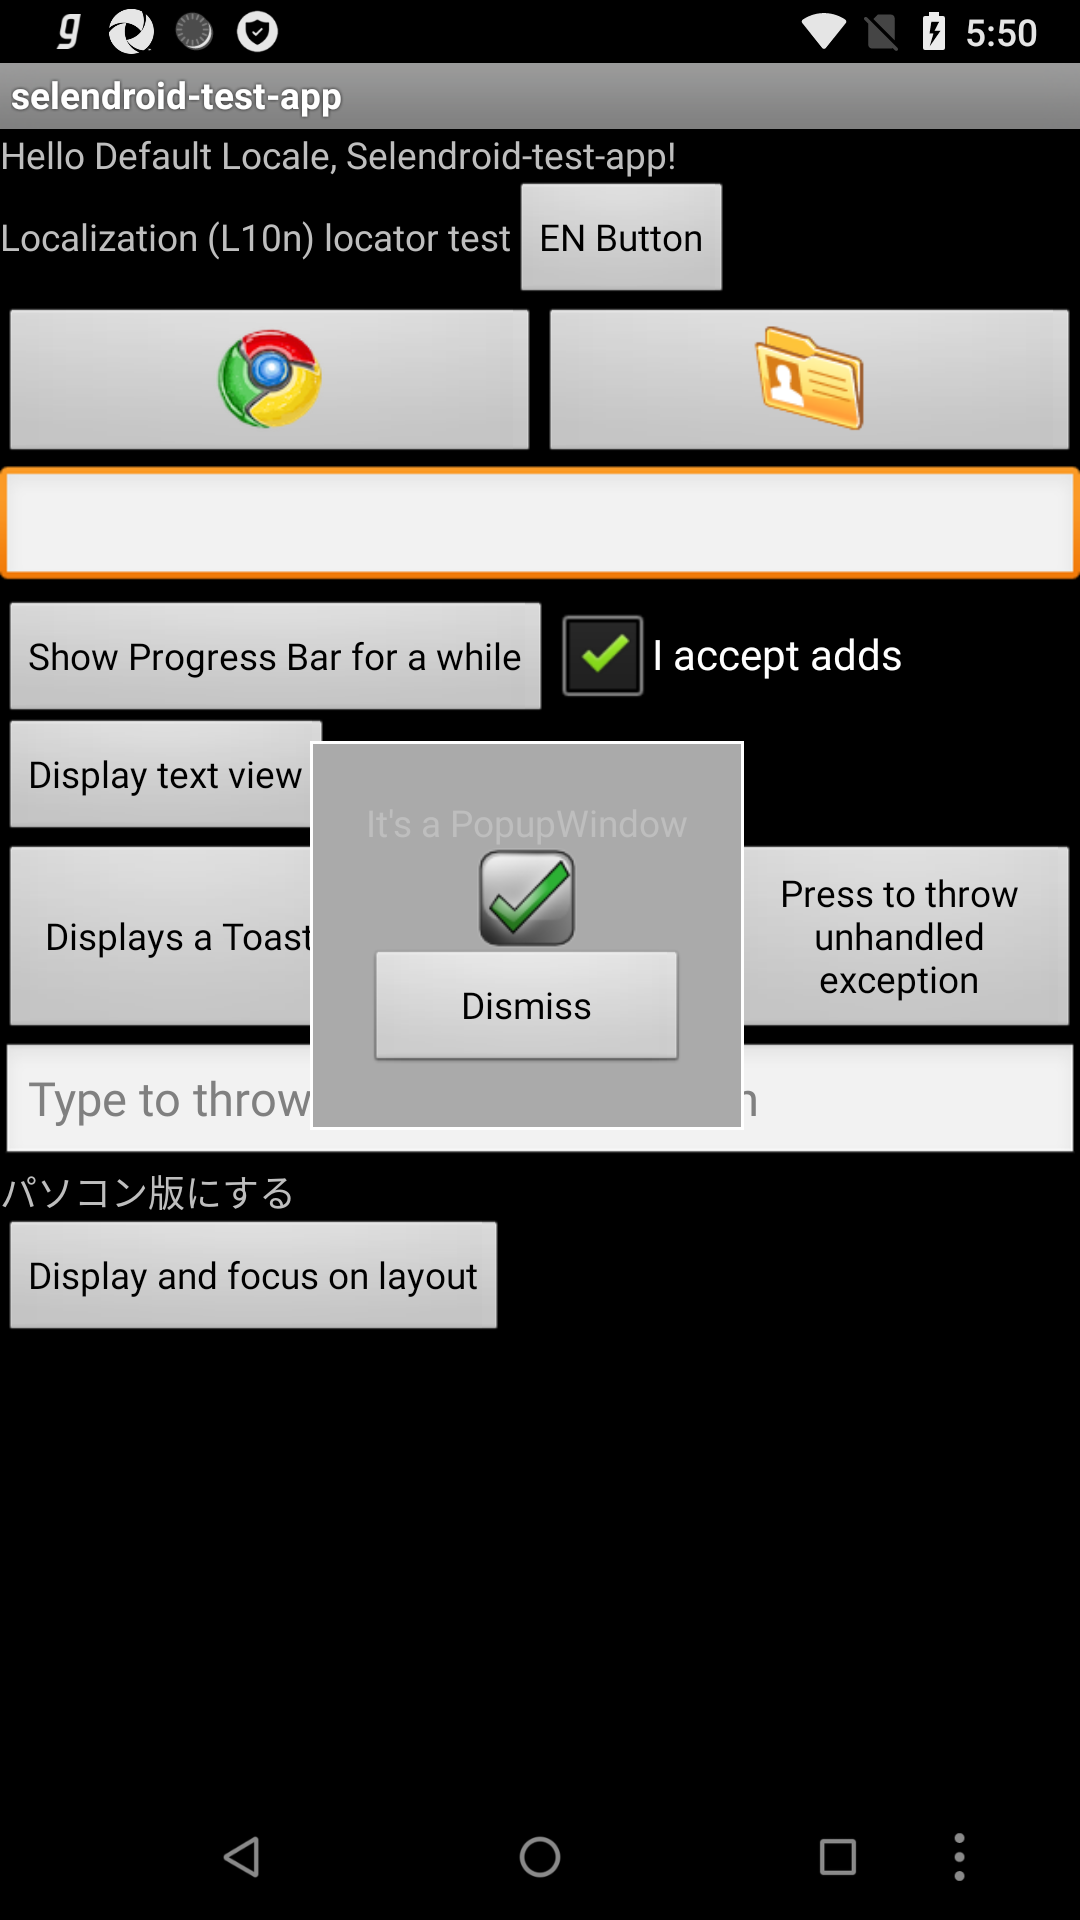 5:50
selendroid-test-app
Hello Default Locale, Selendroid-test-app!
Localization (L10n) locator test EN Button
Show Progress Bar for a while I accept adds
Display text view
It's a PopupWindow
Displays a Toast
Press to throw
unhandled
exception
Dismiss
Type to throw
パソコン版にする
Display and focus on layout